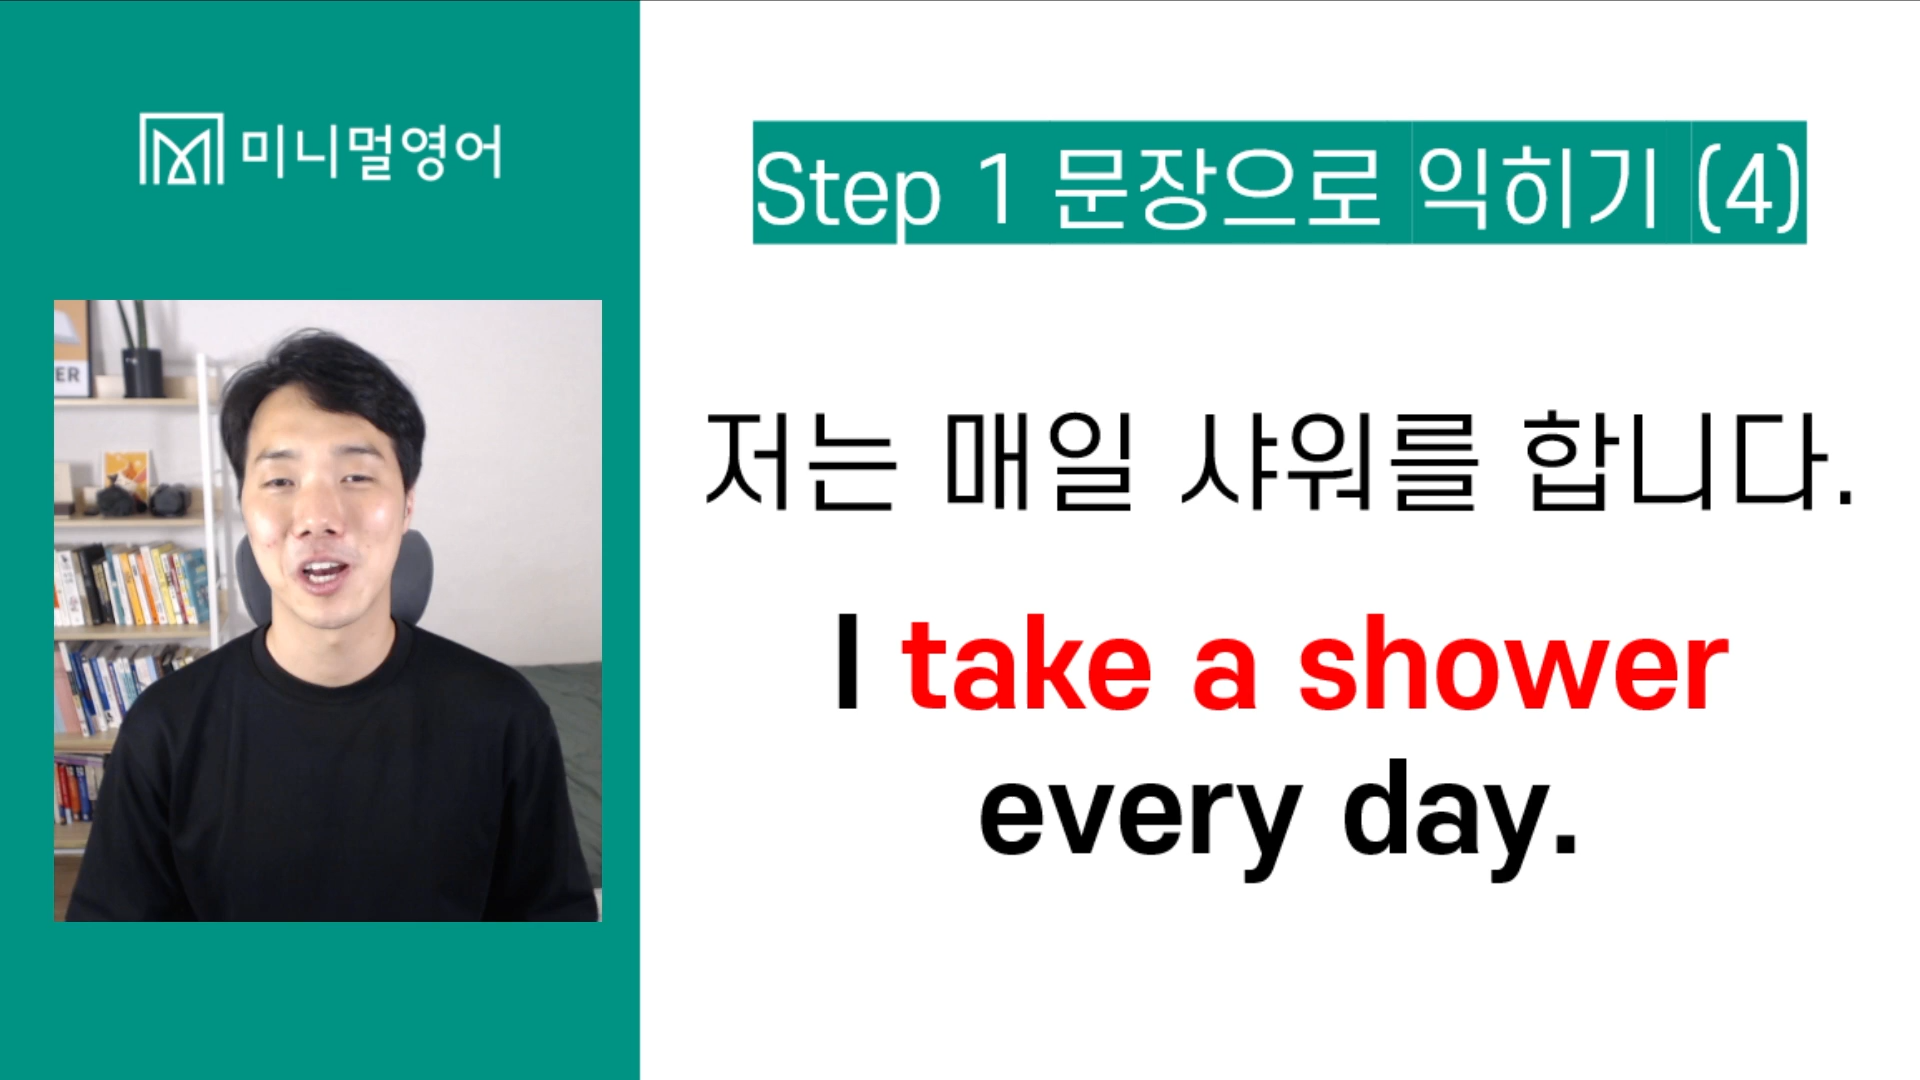 미니멀영어
Step 1 문장으로 익히기 (4)
ER
저는 매일 샤워를 합니다.
I take a shower
every day.